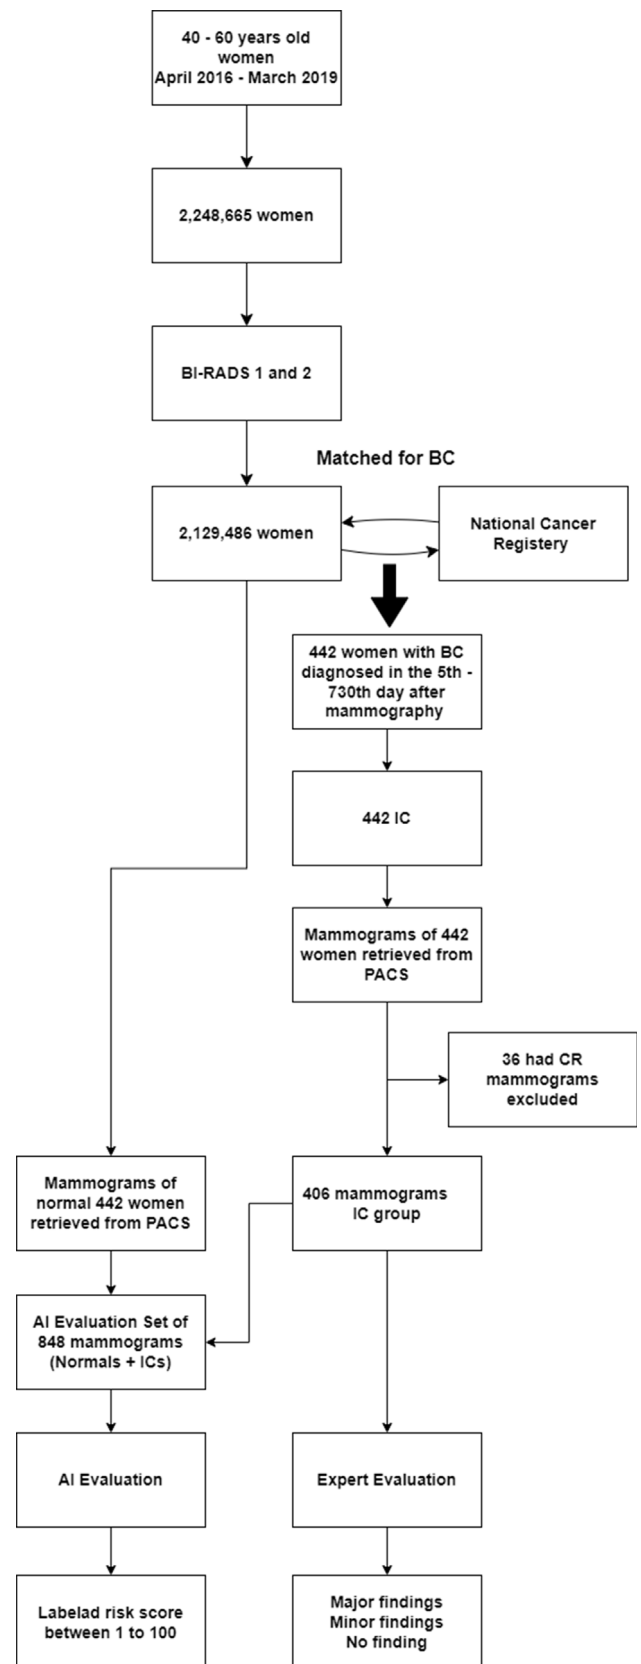 40 - 60 years old
women
April 2016 - March 2019
2,248,665 women
BI-RADS 1 and 2
Matched for BC
2,129,486 women
National Cancer
Registery
442 women with BC
diagnosed in the 5th -
730th day after
mammography
442 IC
Mammograms of 442
women retrieved from
PACS
36 had CR
mammograms
excluded
Mammograms of
normal 442 women
retrieved from PACS
406 mammograms
IC group
AI Evaluation Set of
848 mammograms
(Normals + ICs)
AI Evaluation
Expert Evaluation
Labelad risk score
between 1 to 100
Major findings
Minor findings
No finding